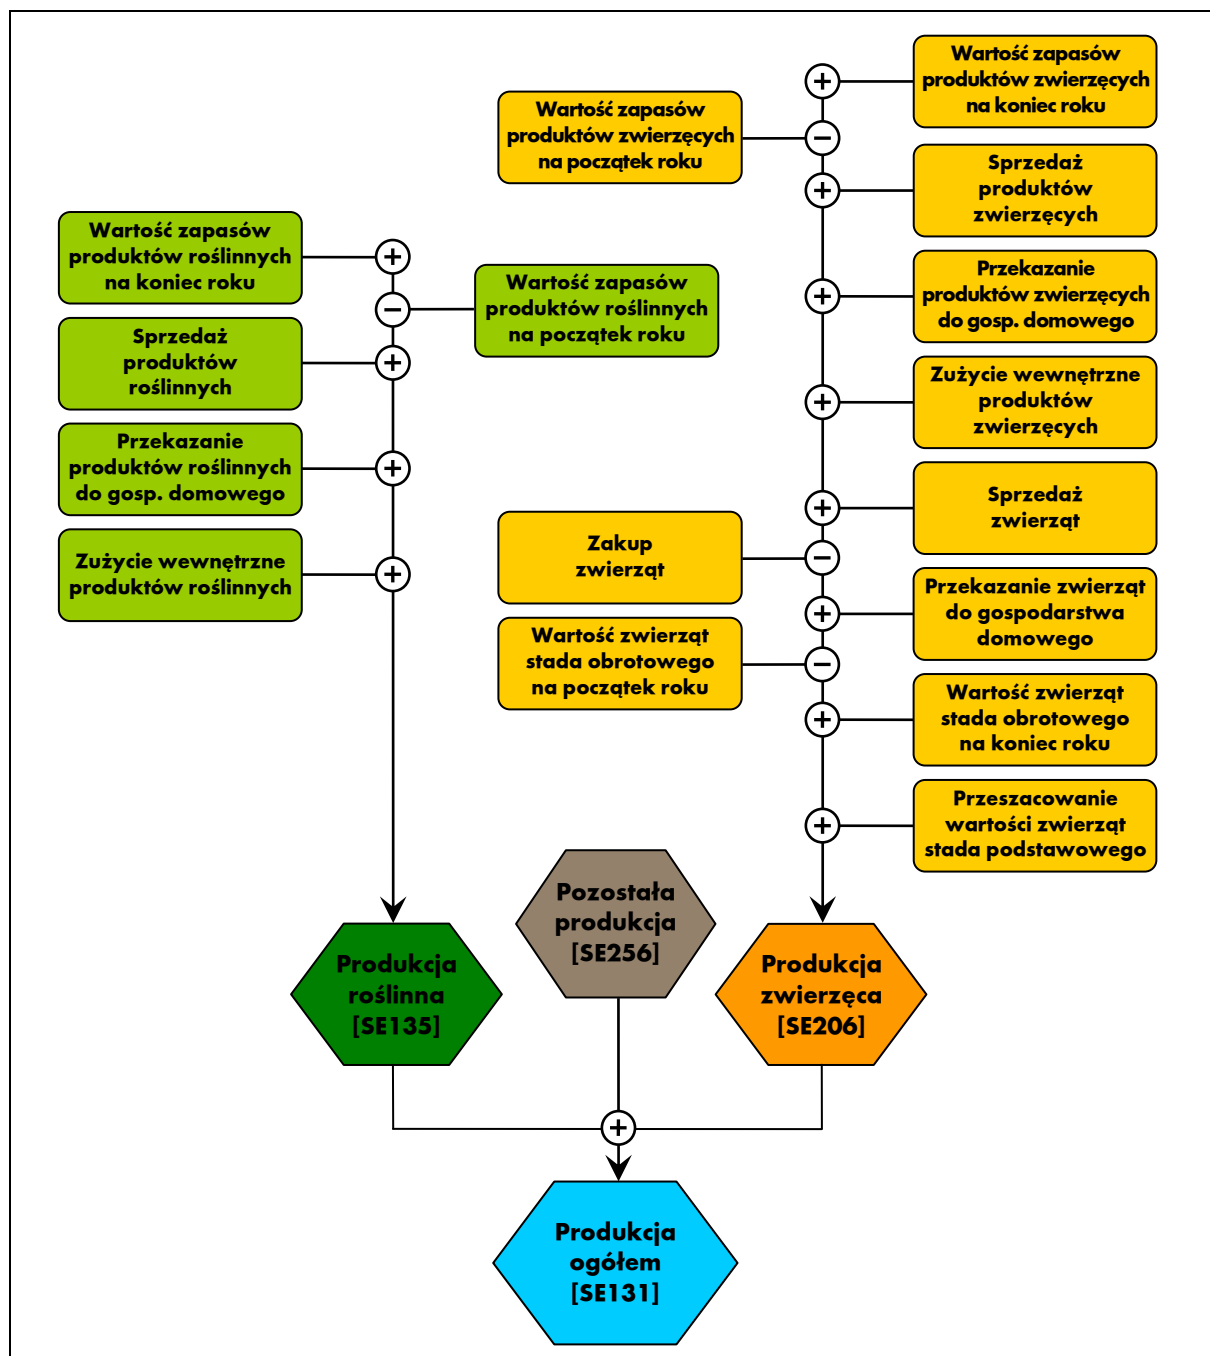 Wartość zapasów
produktów zwierzęcych
na koniec roku
Wartość zapasów
produktów zwierzęcych
na początek roku
Sprzedaż
produktów
zwierzęcych
Wartość zapasów
produktów roślinnych
na koniec roku
Przekazanie
produktów zwierzęcych
do gosp. domowego
Wartość zapasów
produktów roślinnych
na początek roku
Sprzedaż
produktów
roślinnych
Zużycie wewnętrzne
produktów
zwierzęcych
Przekazanie
produktów roślinnych
do gosp. domowego
Sprzedaż
zwierząt
Zakup
zwierząt
Zużycie wewnętrzne
produktów roślinnych
Przekazanie zwierząt
do gospodarstwa
domowego
Wartość zwierząt
stada obrotowego
na początek roku
Wartość zwierząt
stada obrotowego
na koniec roku
Przeszacowanie
wartości zwierząt
stada podstawowego
Pozostała
produkcja
[SE256]
Produkcja
roślinna
[SE135]
Produkcja
zwierzęca
[SE206]
Produkcja
ogółem
[SE131]